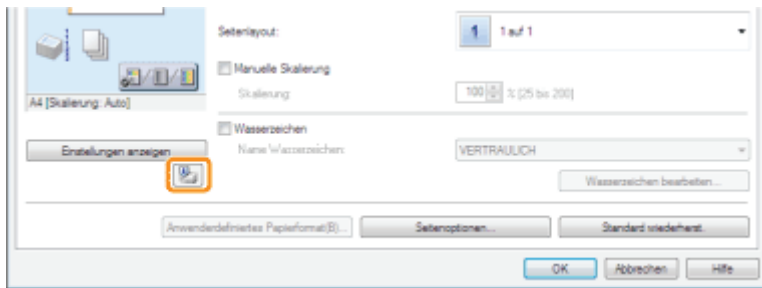 Seitenlayout:
1 1 auf 1
Manuelle Skalierung
Skalierung: 100 % [25 bis 200]
A4 [Skalierung: Auto]
Wasserzeichen
Einstellungen anzeigen
Name Wasserzeichen: VERTRAULICH
Wasserzeichen bearbeiten...
Anwenderdefiniertes Papierformat(B)... Seitenoptionen... Standard wiederherst.
OK Abbrechen Hilfe